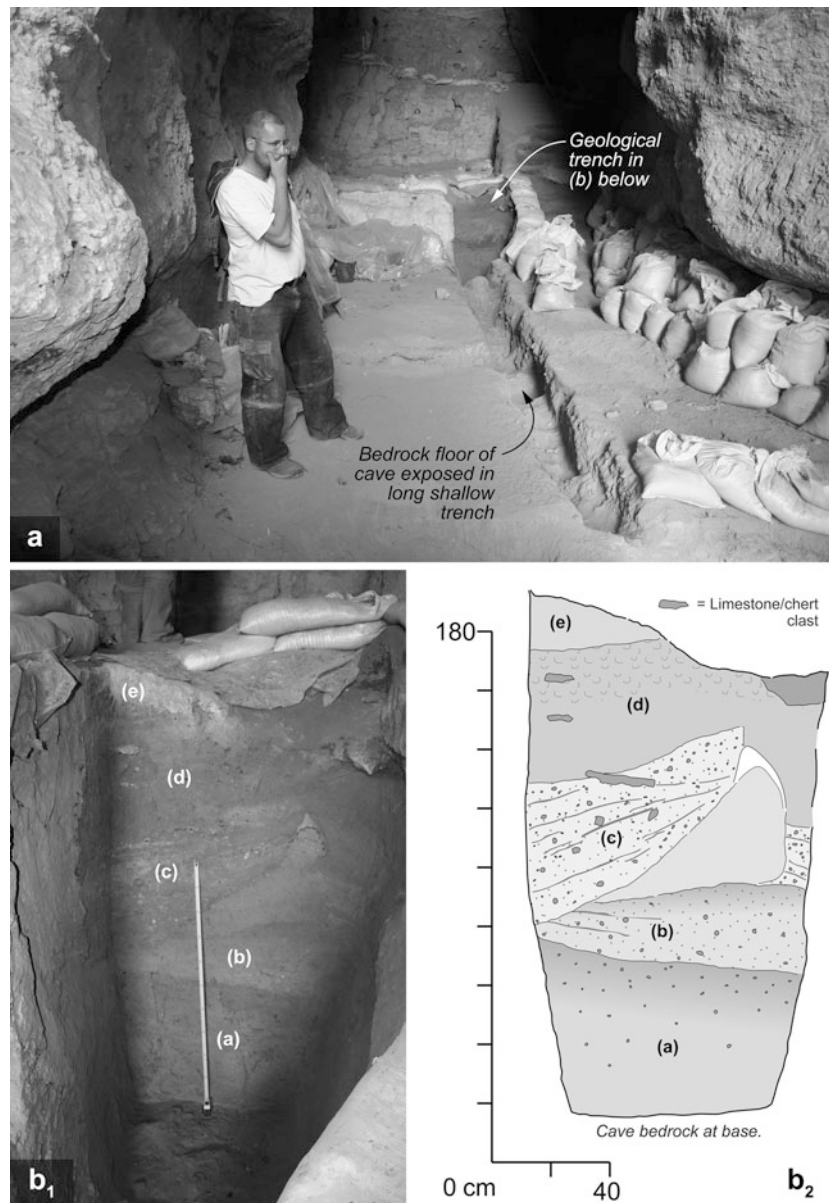 Geological
trench in
(b) below
Bedrock floor of
cave exposed in
long shallow
trench
a
(e)
(d)
(c)
(b)
(a)
b1
= Limestone/chert
clast
180
(e)
(d)
(c)
(b)
(a)
Cave bedrock at base.
0 cm
40
b2